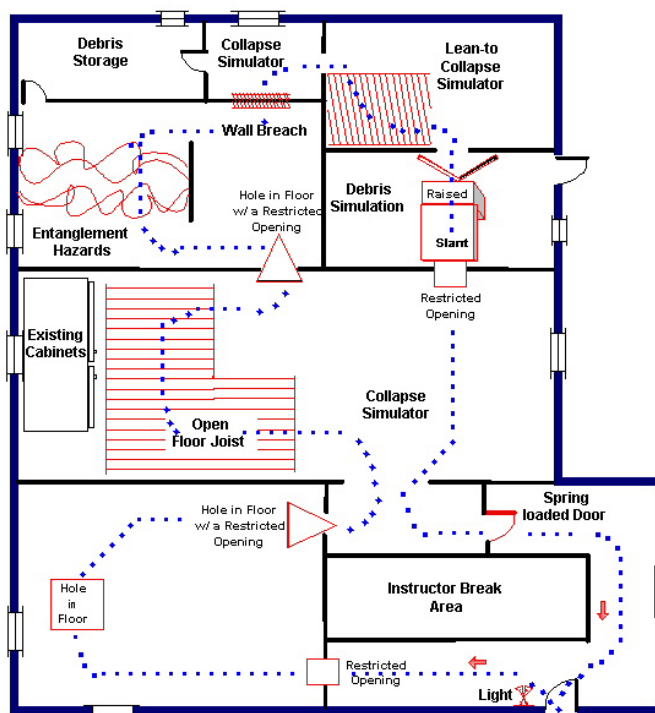 Debris
Storage
Collapse
Simulator
Lean-to
Collapse
Simulator
Wall Breach
Hole in Floor
w/a Restricted
Opening
Debris
Simulation
Raised
Slant
Entanglement
Hazards
Restricted
Opening
Existing
Cabinets
Collapse
Simulator
Open
Floor Joist
Hole in Floor
w/a Restricted
Opening
Spring
loaded Door
Hole
in
Floor
Instructor Break
Area
Restricted
Opening
Light